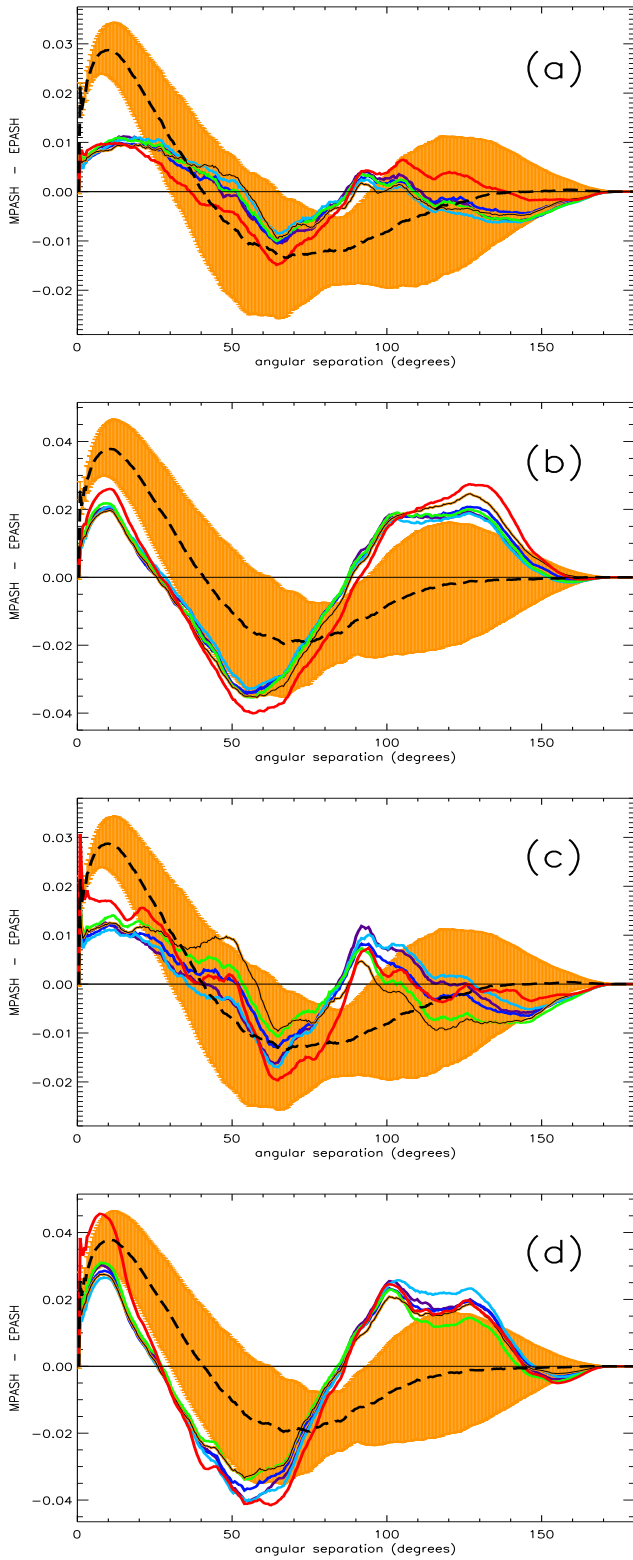 (a)
MPASH - EPASH
0.03
0.02
0.01
0.00
-0.01
-0.02
0 50 100 150
angular separation (degrees)
(b)
MPASH - EPASH
0.04
0.02
0.00
-0.02
-0.04
0 50 100 150
angular separation (degrees)
(c)
MPASH - EPASH
0.03
0.02
0.01
0.00
-0.01
-0.02
0 50 100 150
angular separation (degrees)
(d)
MPASH - EPASH
0.04
0.02
0.00
-0.02
-0.04
0 50 100 150
angular separation (degrees)